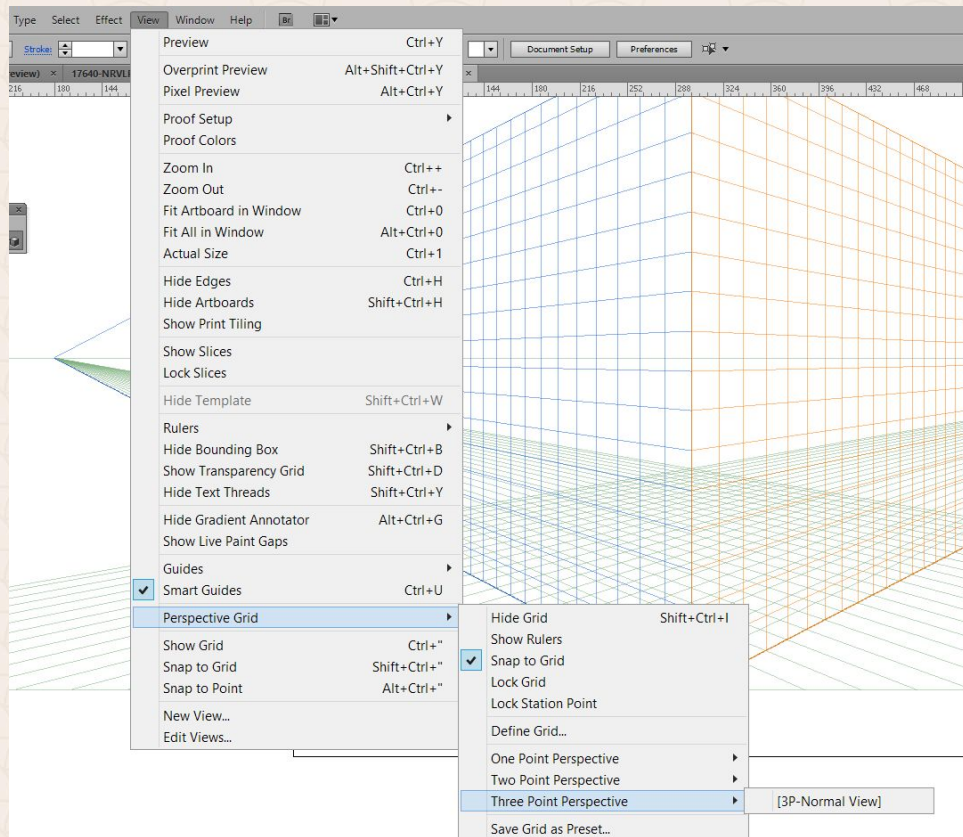 Type Select Effect View Window Help Br
Stroke: Document Setup Preferences
eview) × 17640-NRVLF ×
216 180 144 144 180 216 252 288 324 360 396 432 468
Preview Ctrl+Y
Overprint Preview Alt+Shift+Ctrl+Y
Pixel Preview Alt+Ctrl+Y
Proof Setup
Proof Colors
Zoom In Ctrl++
Zoom Out Ctrl+-
Fit Artboard in Window Ctrl+0
Fit All in Window Alt+Ctrl+0
Actual Size Ctrl+1
Hide Edges Ctrl+H
Hide Artboards Shift+Ctrl+H
Show Print Tiling
Show Slices
Lock Slices
Hide Template Shift+Ctrl+W
Rulers
Hide Bounding Box Shift+Ctrl+B
Show Transparency Grid Shift+Ctrl+D
Hide Text Threads Shift+Ctrl+Y
Hide Gradient Annotator Alt+Ctrl+G
Show Live Paint Gaps
Guides
Smart Guides Ctrl+U
Perspective Grid
Show Grid Ctrl+"
Snap to Grid Shift+Ctrl+"
Snap to Point Alt+Ctrl+"
New View...
Edit Views...
Hide Grid Shift+Ctrl+I
Show Rulers
Snap to Grid
Lock Grid
Lock Station Point
Define Grid...
One Point Perspective
Two Point Perspective
Three Point Perspective
[3P-Normal View]
Save Grid as Preset...